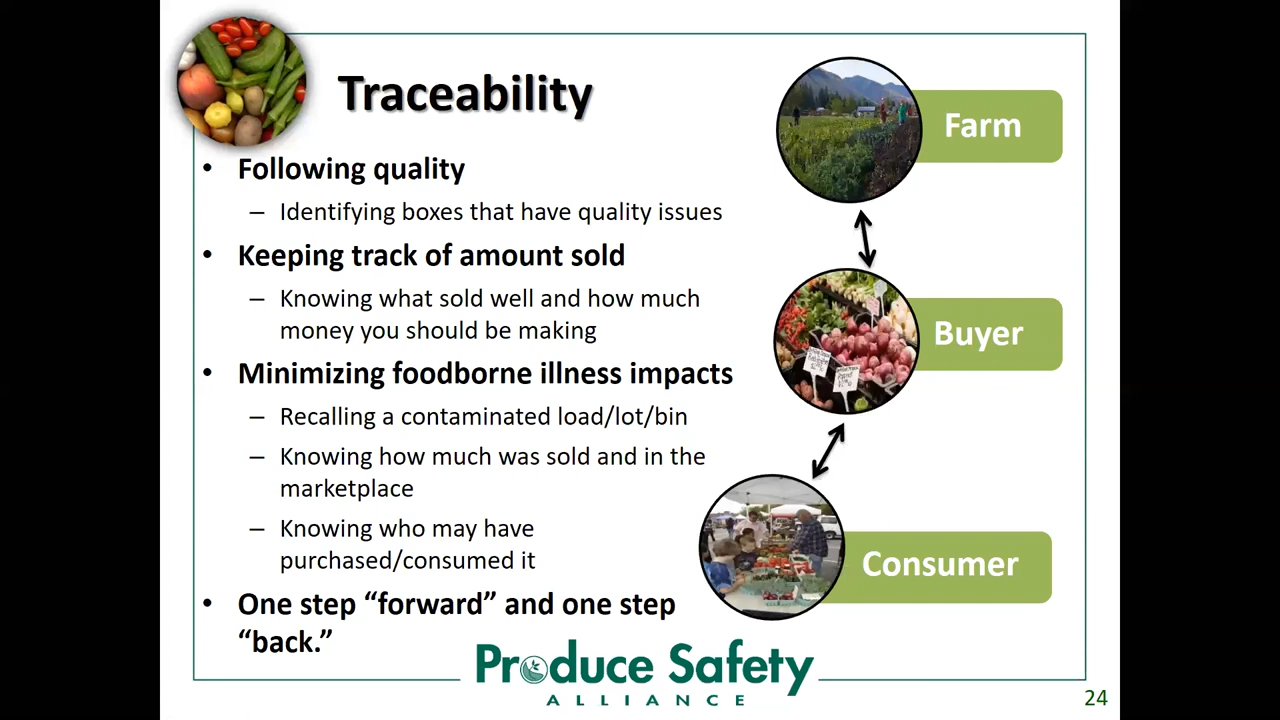 Traceability
• Following quality
– Identifying boxes that have quality issues
• Keeping track of amount sold
– Knowing what sold well and how much
money you should be making
• Minimizing foodborne illness impacts
– Recalling a contaminated load/lot/bin
– Knowing how much was sold and in the
marketplace
– Knowing who may have
purchased/consumed it
• One step “forward” and one step
“back.”
Farm
Buyer
Consumer
Produce Safety
ALLIANCE
24